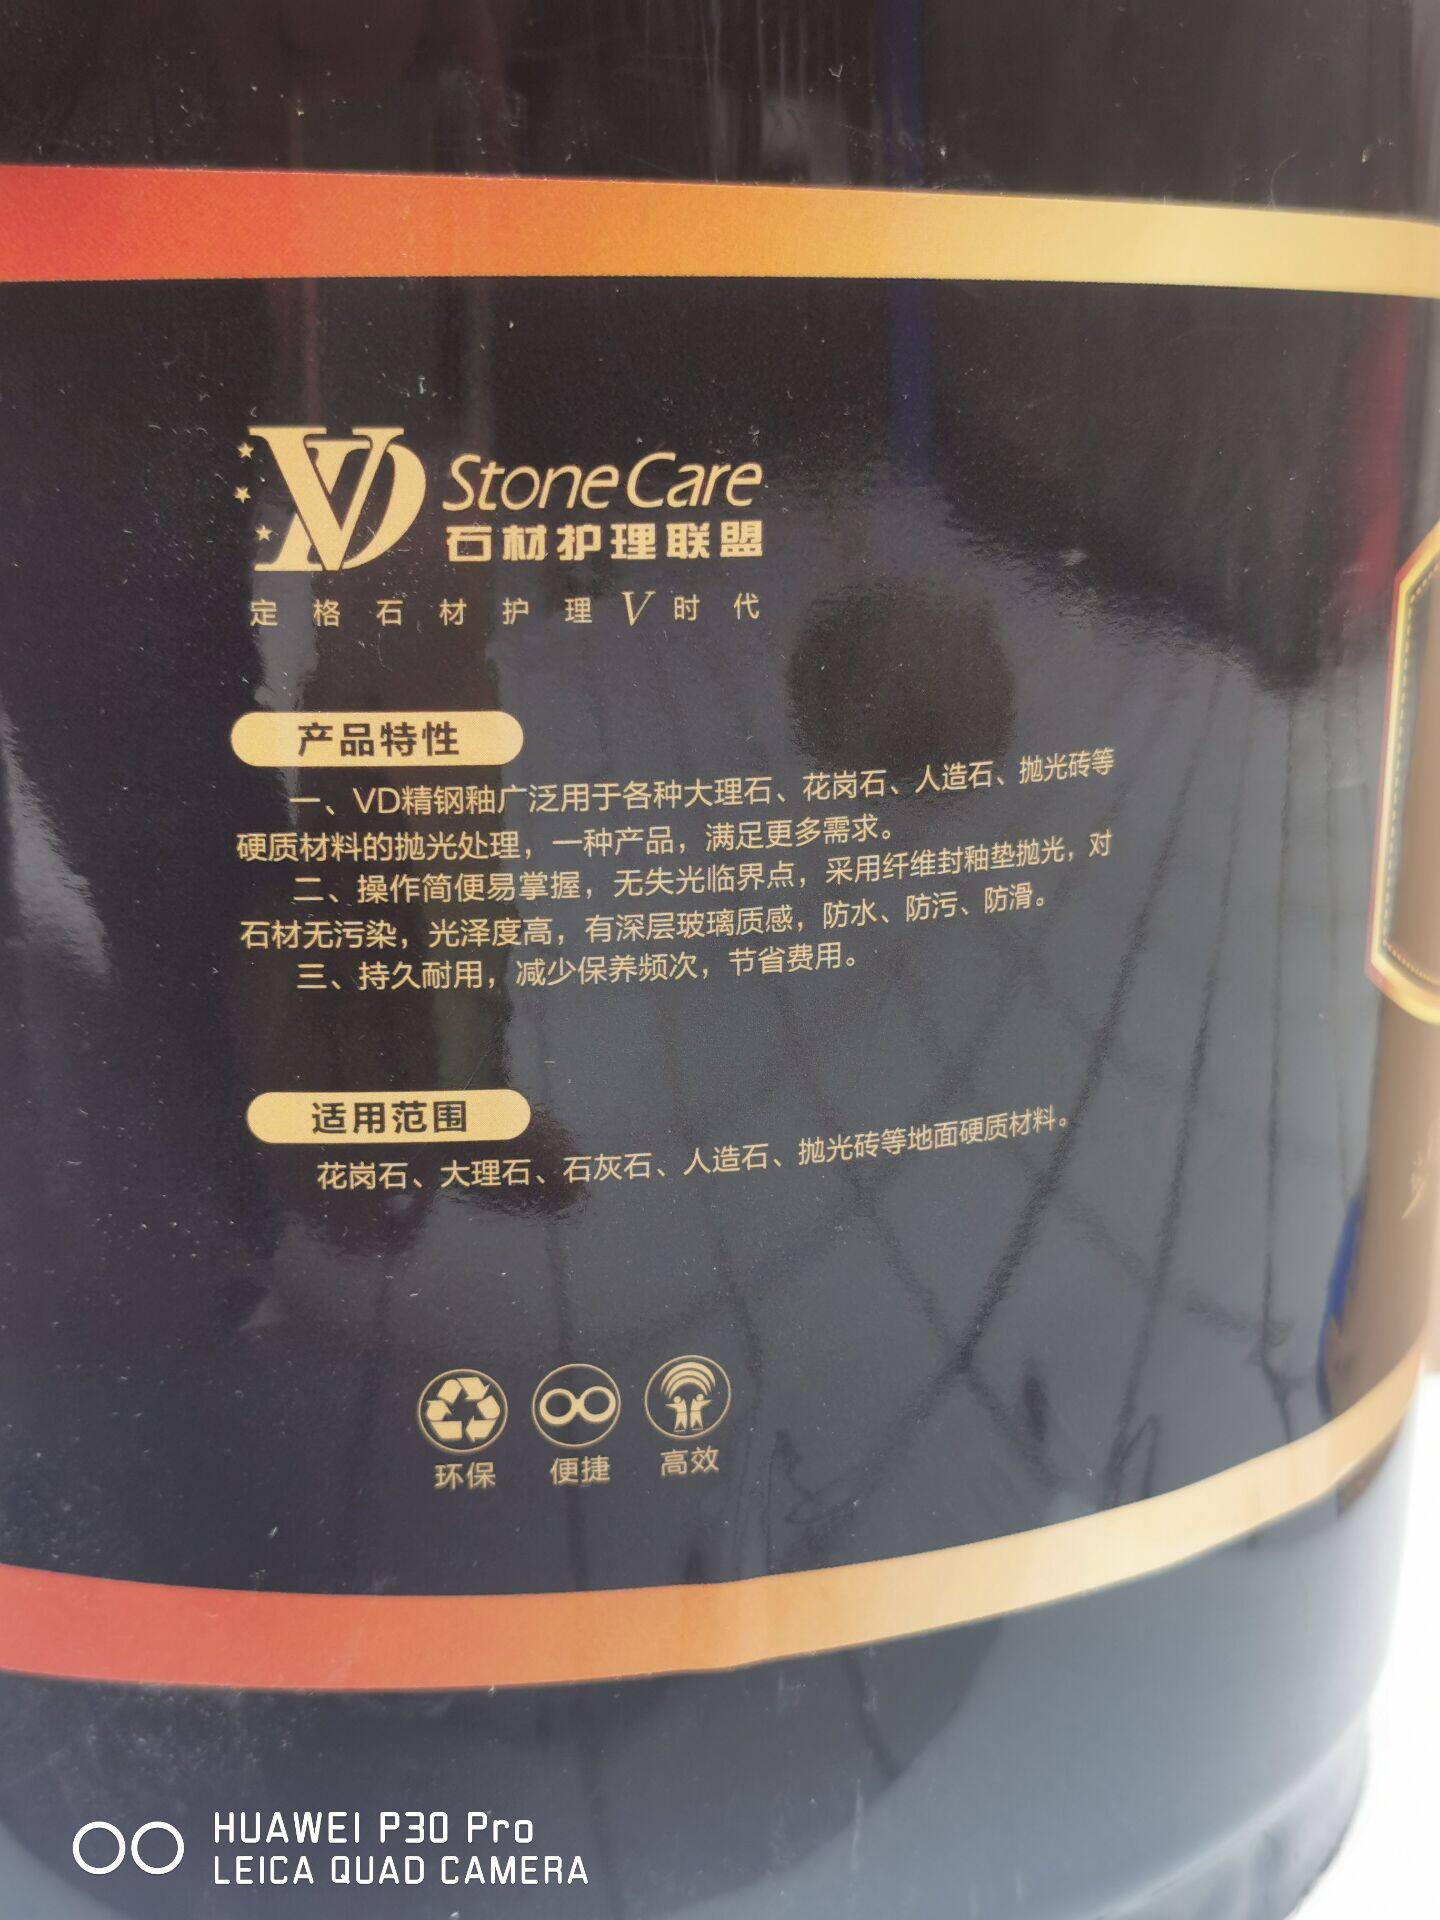 VD StoneCare
石材护理联盟
定格石材护理V时代
产品特性
一、VD精钢釉广泛用于各种大理石、花岗石、人造石、抛光砖等
硬质材料的抛光处理，一种产品，满足更多需求。
二、操作简便易掌握，无失光临界点，采用纤维封釉垫抛光，对
石材无污染，光泽度高，有深层玻璃质感，防水、防污、防滑。
三、持久耐用，减少保养频次，节省费用。
适用范围
花岗石、大理石、石灰石、人造石、抛光砖等地面硬质材料。
环保 便捷 高效
HUAWEI P30 Pro
LEICA QUAD CAMERA